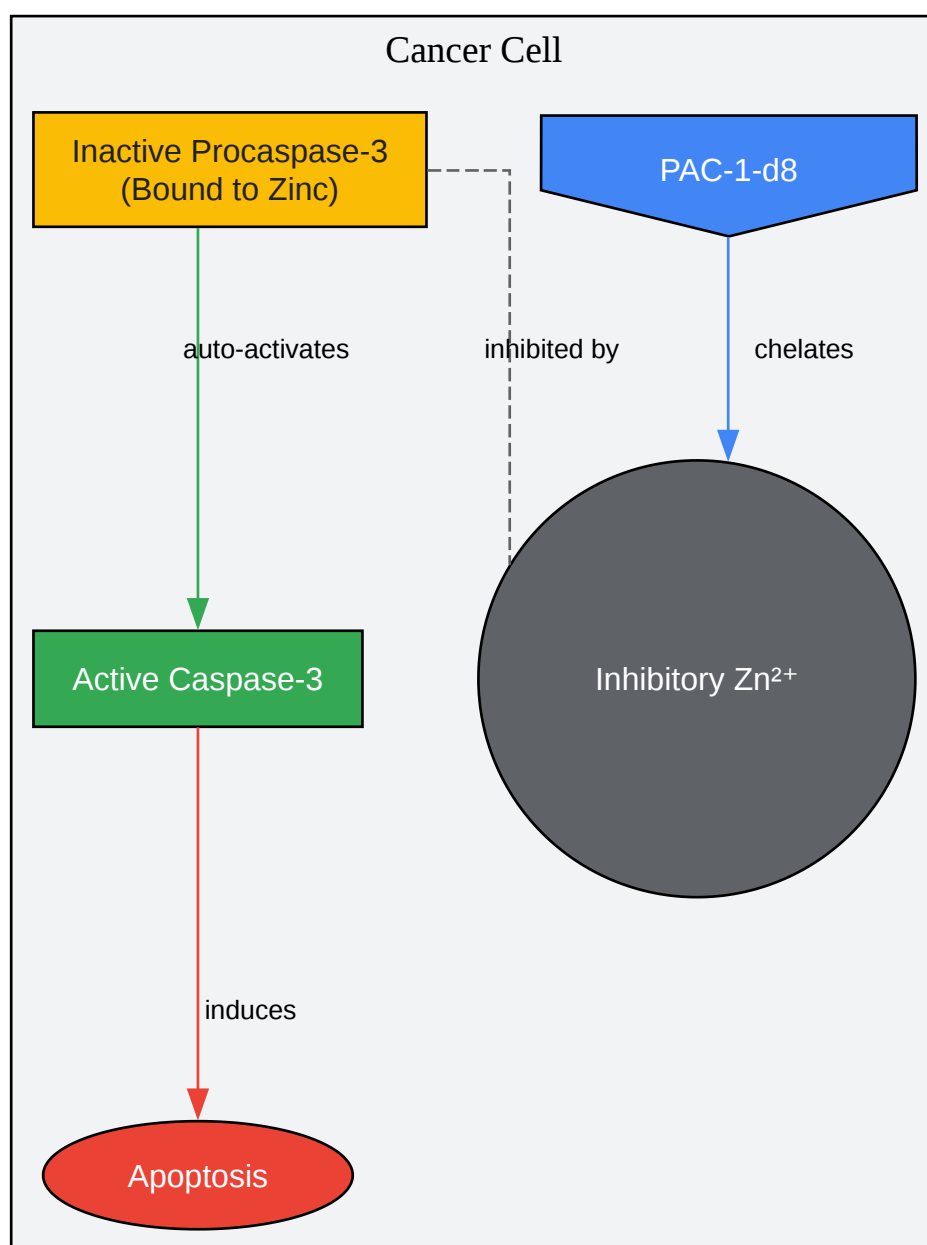 Cancer Cell
Inactive Procaspase-3
(Bound to Zinc)
PAC-1-d8
auto-activates
inhibited by
chelates
Active Caspase-3
Inhibitory Zn²⁺
induces
Apoptosis